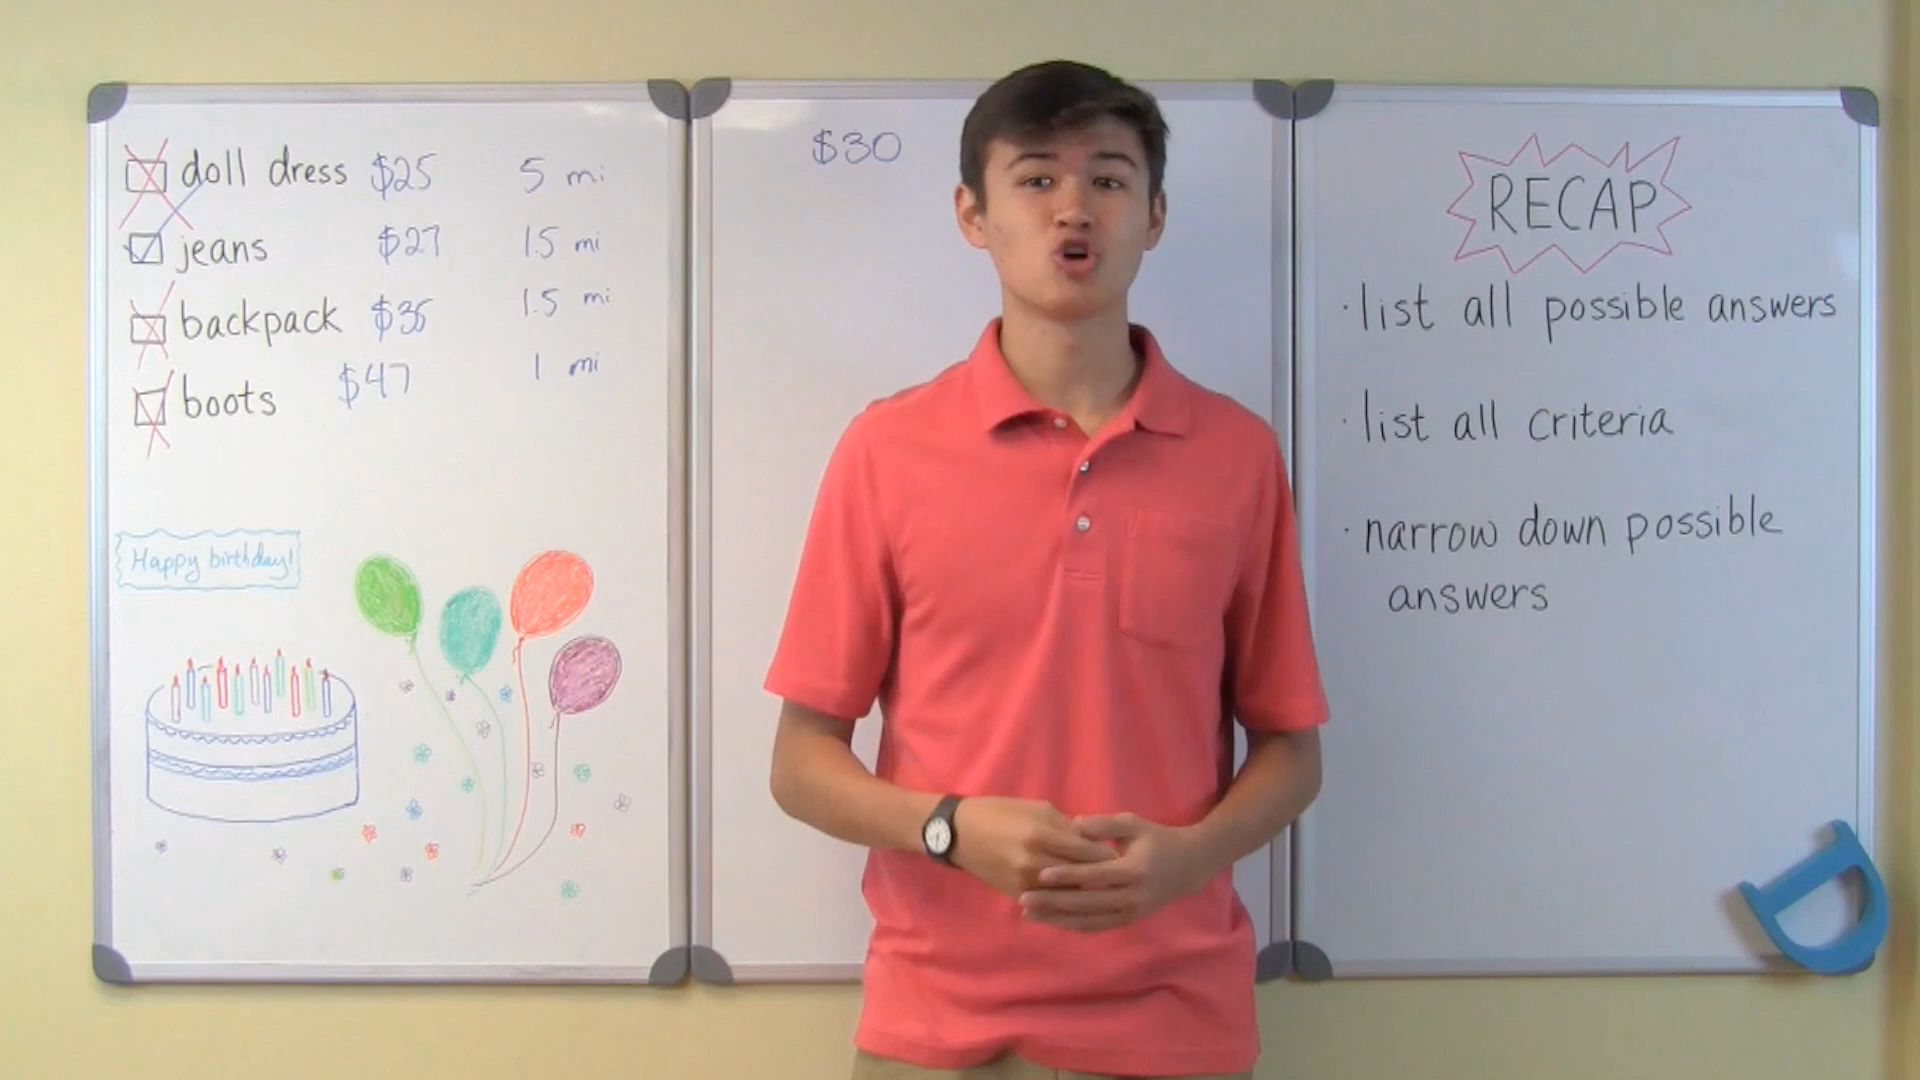 doll dress $25 5 mi
jeans $27 1.5 mi
backpack $35 1.5 mi
boots $47 1 mi
Happy birthday!
$30
RECAP
· list all possible answers
· list all criteria
· narrow down possible
answers
D